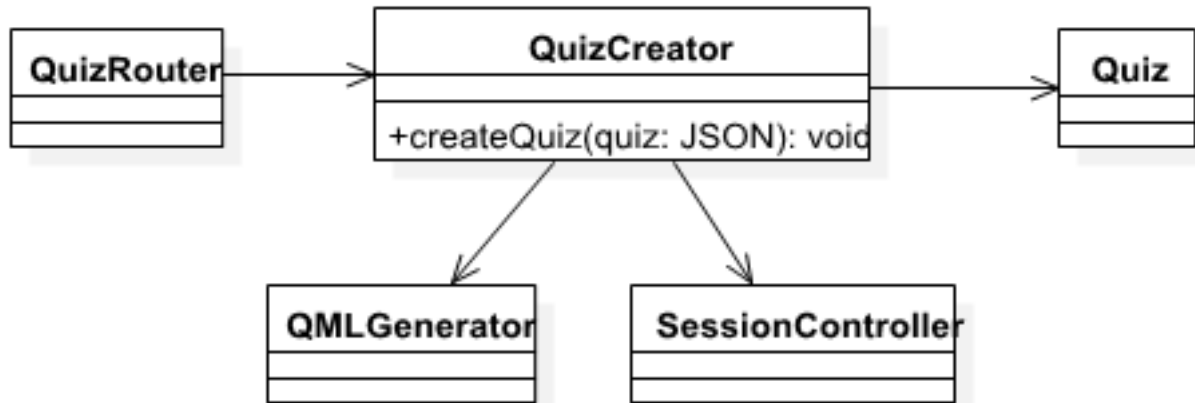 QuizRouter
QuizCreator
+createQuiz(quiz: JSON): void
Quiz
QMLGenerator
SessionController